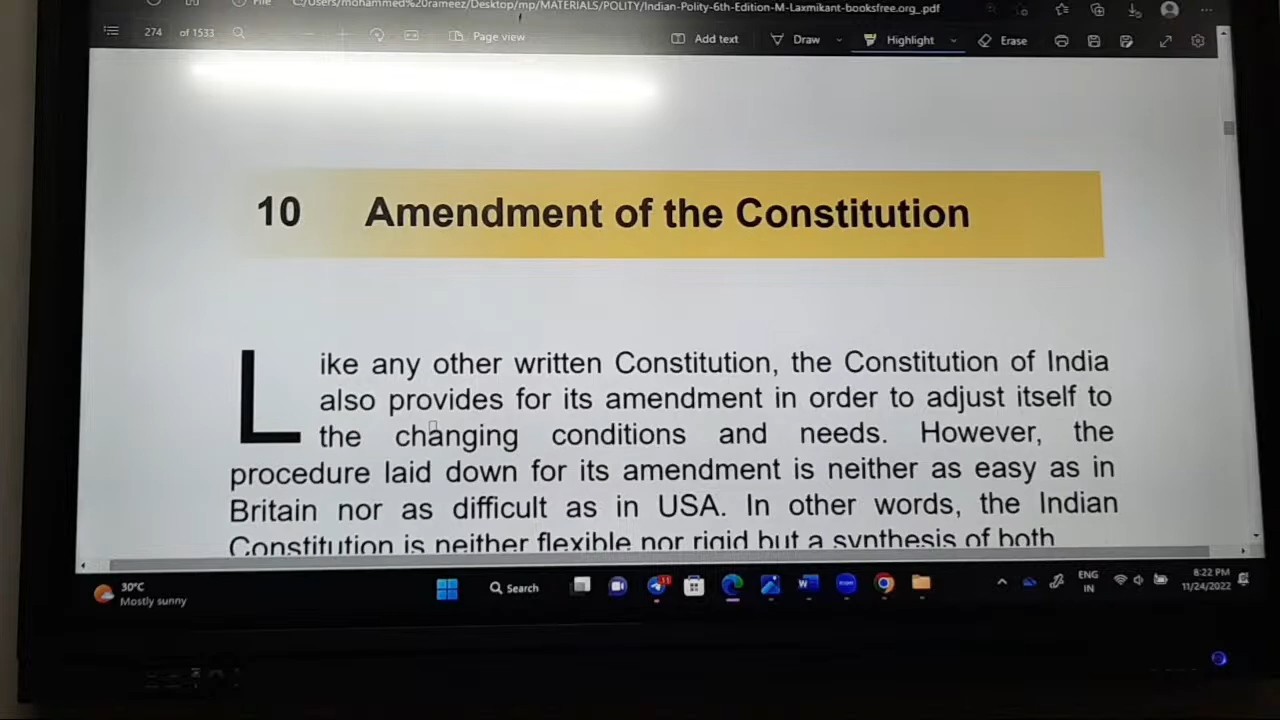 File
C:/Users/mohammed%20rameez/Desktop/mp/MATERIALS/POLITY/Indian-Polity-6th-Edition-M-Laxmikant-booksfree.org_.pdf
274 of 1533
Page view
Add text
Draw
Highlight
Erase
10 Amendment of the Constitution
Like any other written Constitution, the Constitution of India
also provides for its amendment in order to adjust itself to
the changing conditions and needs. However, the
procedure laid down for its amendment is neither as easy as in
Britain nor as difficult as in USA. In other words, the Indian
Constitution is neither flexible nor rigid but a synthesis of both
30°C
Mostly sunny
Search
11
W
zoom
ENG
IN
8:22 PM
11/24/2022